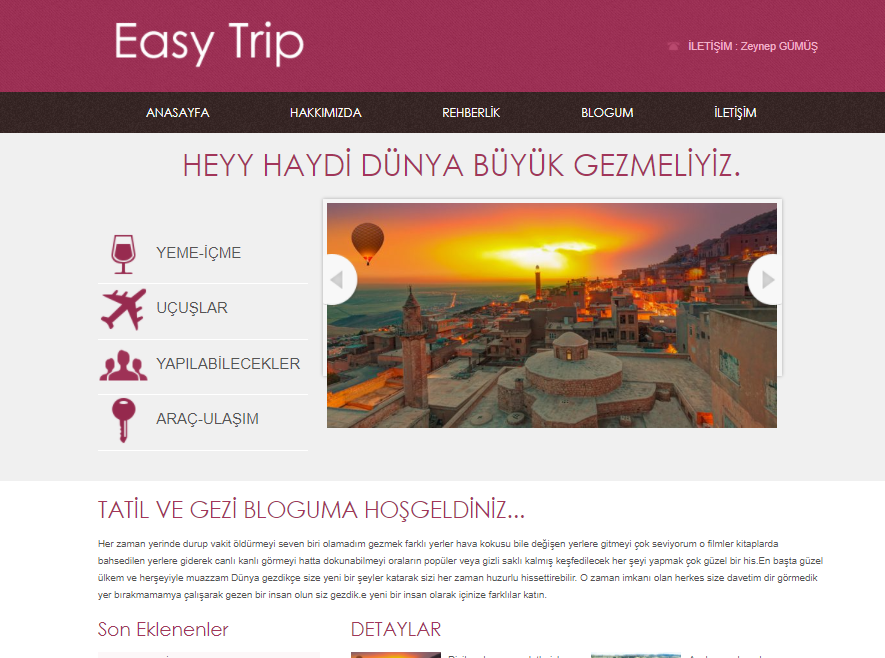 Easy Trip
İLETİŞİM : Zeynep GÜMÜŞ
ANASAYFA HAKKIMIZDA REHBERLİK BLOGUM İLETİŞİM
HEYY HAYDİ DÜNYA BÜYÜK GEZMELİYİZ.
YEME-İÇME
UÇUŞLAR
YAPILABİLECEKLER
ARAÇ-ULAŞIM
TATİL VE GEZİ BLOGUMA HOŞGELDİNİZ...
Her zaman yerinde durup vakit öldürmeyi seven biri olamadım gezmek farklı yerler hava kokusu bile değişen yerlere gitmeyi çok seviyorum o filmler kitaplarda
bahsedilen yerlere giderek canlı kanlı görmeyi hatta dokunabilmeyi oraların popüler veya gizli saklı kalmış keşfedilecek her şeyi yapmak çok güzel bir his.En başta güzel
ülkem ve herşeyiyle muazzam Dünya gezdikçe size yeni bir şeyler katarak sizi her zaman huzurlu hissettirebilir. O zaman imkanı olan herkes size davetim dir görmedik
yer bırakmamamya çalışarak gezen bir insan olun siz gezdik.e yeni bir insan olarak içinize farklılar katın.
Son Eklenenler
DETAYLAR